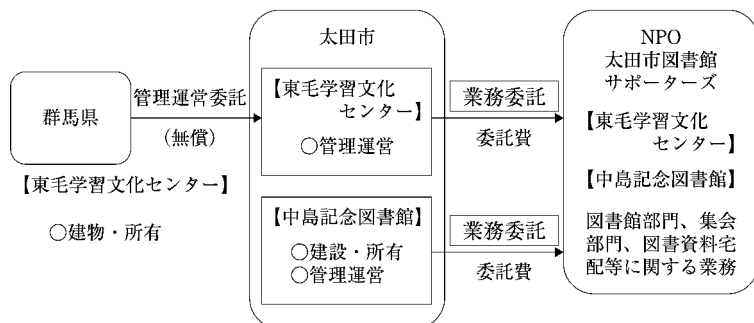 群馬県
【東毛学習文化センター】
○建物・所有
管理運営委託
(無償)
太田市
【東毛学習文化
センター】
○管理運営
【中島記念図書館】
○建設・所有
○管理運営
業務委託
委託費
業務委託
委託費
NPO
太田市図書館
サポーターズ
【東毛学習文化
センター】
【中島記念図書館】
図書館部門、集会
部門、図書資料宅
配等に関する業務